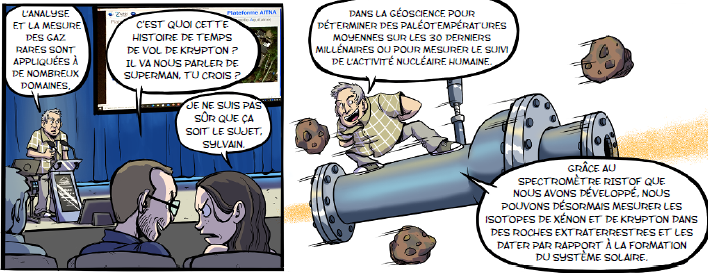 L'ANALYSE
ET LA MESURE
DES GAZ
RARES SONT
APPLIQUÉES À
DE NOMBREUX
DOMAINES,
Plateforme AITNA
C'EST QUOI CETTE
HISTOIRE DE TEMPS
DE VOL DE KRYPTON ?
IL VA NOUS PARLER DE
SUPERMAN, TU CROIS ?
JE NE SUIS PAS
SÛR QUE ÇA
SOIT LE SUJET,
SYLVAIN.
DANS LA GÉOSCIENCE POUR
DÉTERMINER DES PALÉOTEMPÉRATURES
MOYENNES SUR LES 30 DERNIERS
MILLÉNAIRES OU POUR MESURER LE SUIVI
DE L'ACTIVITÉ NUCLÉAIRE HUMAINE.
GRÂCE AU
SPECTROMÈTRE RISTOF QUE
NOUS AVONS DÉVELOPPÉ, NOUS
POUVONS DÉSORMAIS MESURER LES
ISOTOPES DE XÉNON ET DE KRYPTON DANS
DES ROCHES EXTRATERRESTRES ET LES
DATER PAR RAPPORT À LA FORMATION
DU SYSTÈME SOLAIRE.